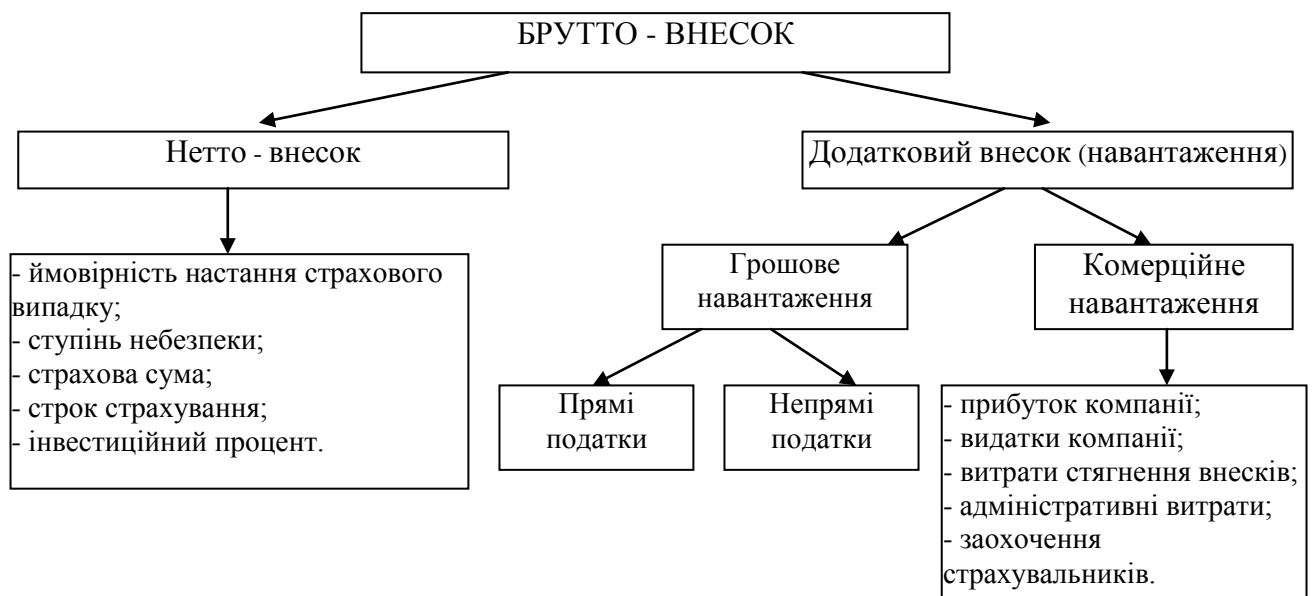 БРУТТО - ВНЕСОК
Нетто - внесок
Додатковий внесок (навантаження)
- ймовірність настання страхового
випадку;
- ступінь небезпеки;
- страхова сума;
- строк страхування;
- інвестиційний процент.
Грошове
навантаження
Комерційне
навантаження
Прямі
податки
Непрямі
податки
- прибуток компанії;
- видатки компанії;
- витрати стягнення внесків;
- адміністративні витрати;
- заохочення
страхувальників.